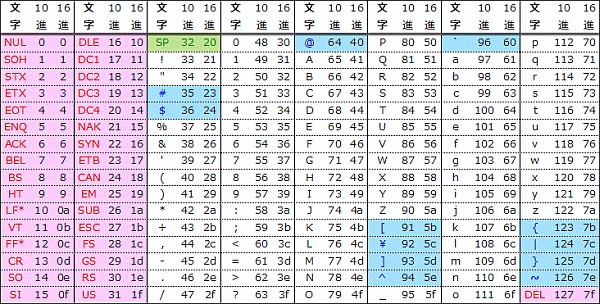 文字 10進 16進 文字 10進 16進 文字 10進 16進 文字 10進 16進 文字 10進 16進 文字 10進 16進 文字 10進 16進 文字 10進 16進
NUL 0 0 DLE 16 10 SP 32 20 0 48 30 @ 64 40 P 80 50 ` 96 60 p 112 70
SOH 1 1 DC1 17 11 ! 33 21 1 49 31 A 65 41 Q 81 51 a 97 61 q 113 71
STX 2 2 DC2 18 12 " 34 22 2 50 32 B 66 42 R 82 52 b 98 62 r 114 72
ETX 3 3 DC3 19 13 # 35 23 3 51 33 C 67 43 S 83 53 c 99 63 s 115 73
EOT 4 4 DC4 20 14 $ 36 24 4 52 34 D 68 44 T 84 54 d 100 64 t 116 74
ENQ 5 5 NAK 21 15 % 37 25 5 53 35 E 69 45 U 85 55 e 101 65 u 117 75
ACK 6 6 SYN 22 16 & 38 26 6 54 36 F 70 46 V 86 56 f 102 66 v 118 76
BEL 7 7 ETB 23 17 ' 39 27 7 55 37 G 71 47 W 87 57 g 103 67 w 119 77
BS 8 8 CAN 24 18 ( 40 28 8 56 38 H 72 48 X 88 58 h 104 68 x 120 78
HT 9 9 EM 25 19 ) 41 29 9 57 39 I 73 49 Y 89 59 i 105 69 y 121 79
LF* 10 0a SUB 26 1a * 42 2a : 58 3a J 74 4a Z 90 5a j 106 6a z 122 7a
VT 11 0b ESC 27 1b + 43 2b ; 59 3b K 75 4b [ 91 5b k 107 6b { 123 7b
FF* 12 0c FS 28 1c , 44 2c < 60 3c L 76 4c ¥ 92 5c l 108 6c | 124 7c
CR 13 0d GS 29 1d - 45 2d = 61 3d M 77 4d ] 93 5d m 109 6d } 125 7d
SO 14 0e RS 30 1e . 46 2e > 62 3e N 78 4e ^ 94 5e n 110 6e ~ 126 7e
SI 15 0f US 31 1f / 47 2f ? 63 3f O 79 4f _ 95 5f o 111 6f DEL 127 7f